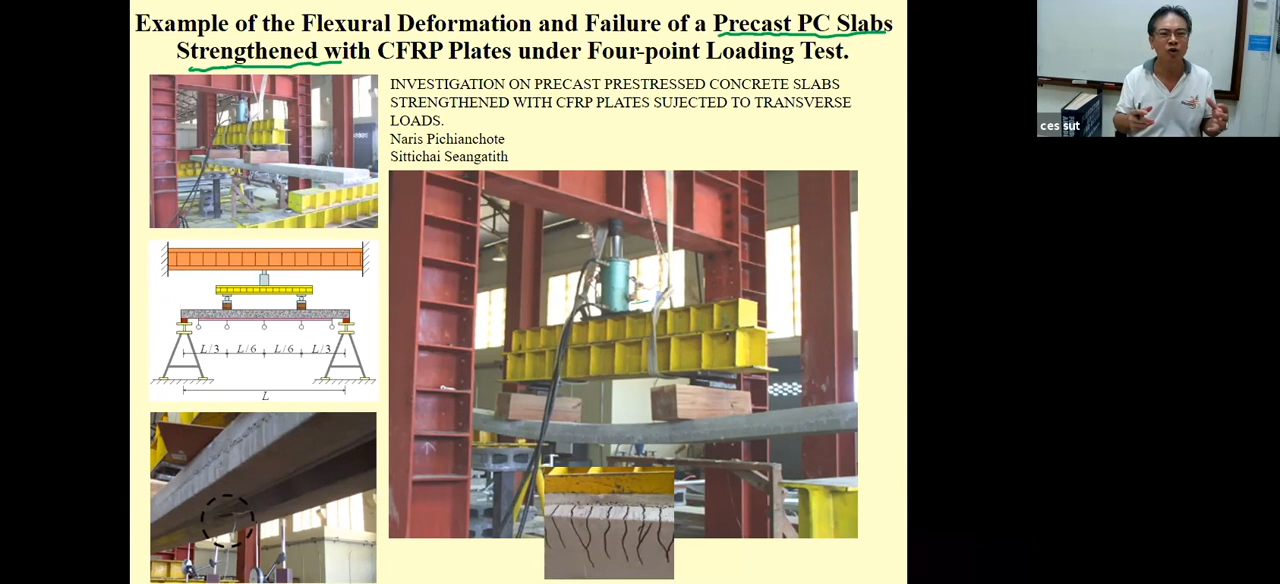 Example of the Flexural Deformation and Failure of a Precast PC Slabs
Strengthened with CFRP Plates under Four-point Loading Test.
INVESTIGATION ON PRECAST PRESTRESSED CONCRETE SLABS
STRENGTHENED WITH CFRP PLATES SUJECTED TO TRANSVERSE
LOADS.
Naris Pichianchote
Sittichai Seangatith
ces sut
L/3 L/6 L/6 L/3
L